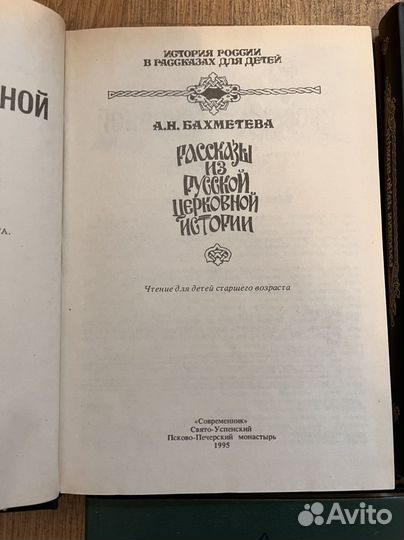 НОЙ
А.
ИСТОРИЯ РОССИИ
В РАССКАЗАХ ДЛЯ ДЕТЕЙ
А.Н. БАХМЕТЕВА
РАССКАЗЫ
ИЗ
РУССКОЙ
ЦЕРКОВНОЙ
ИСТОРИИ
Чтение для детей старшего возраста
«Современник»
Свято-Успенский
Псково-Печерский монастырь
1995
Avito